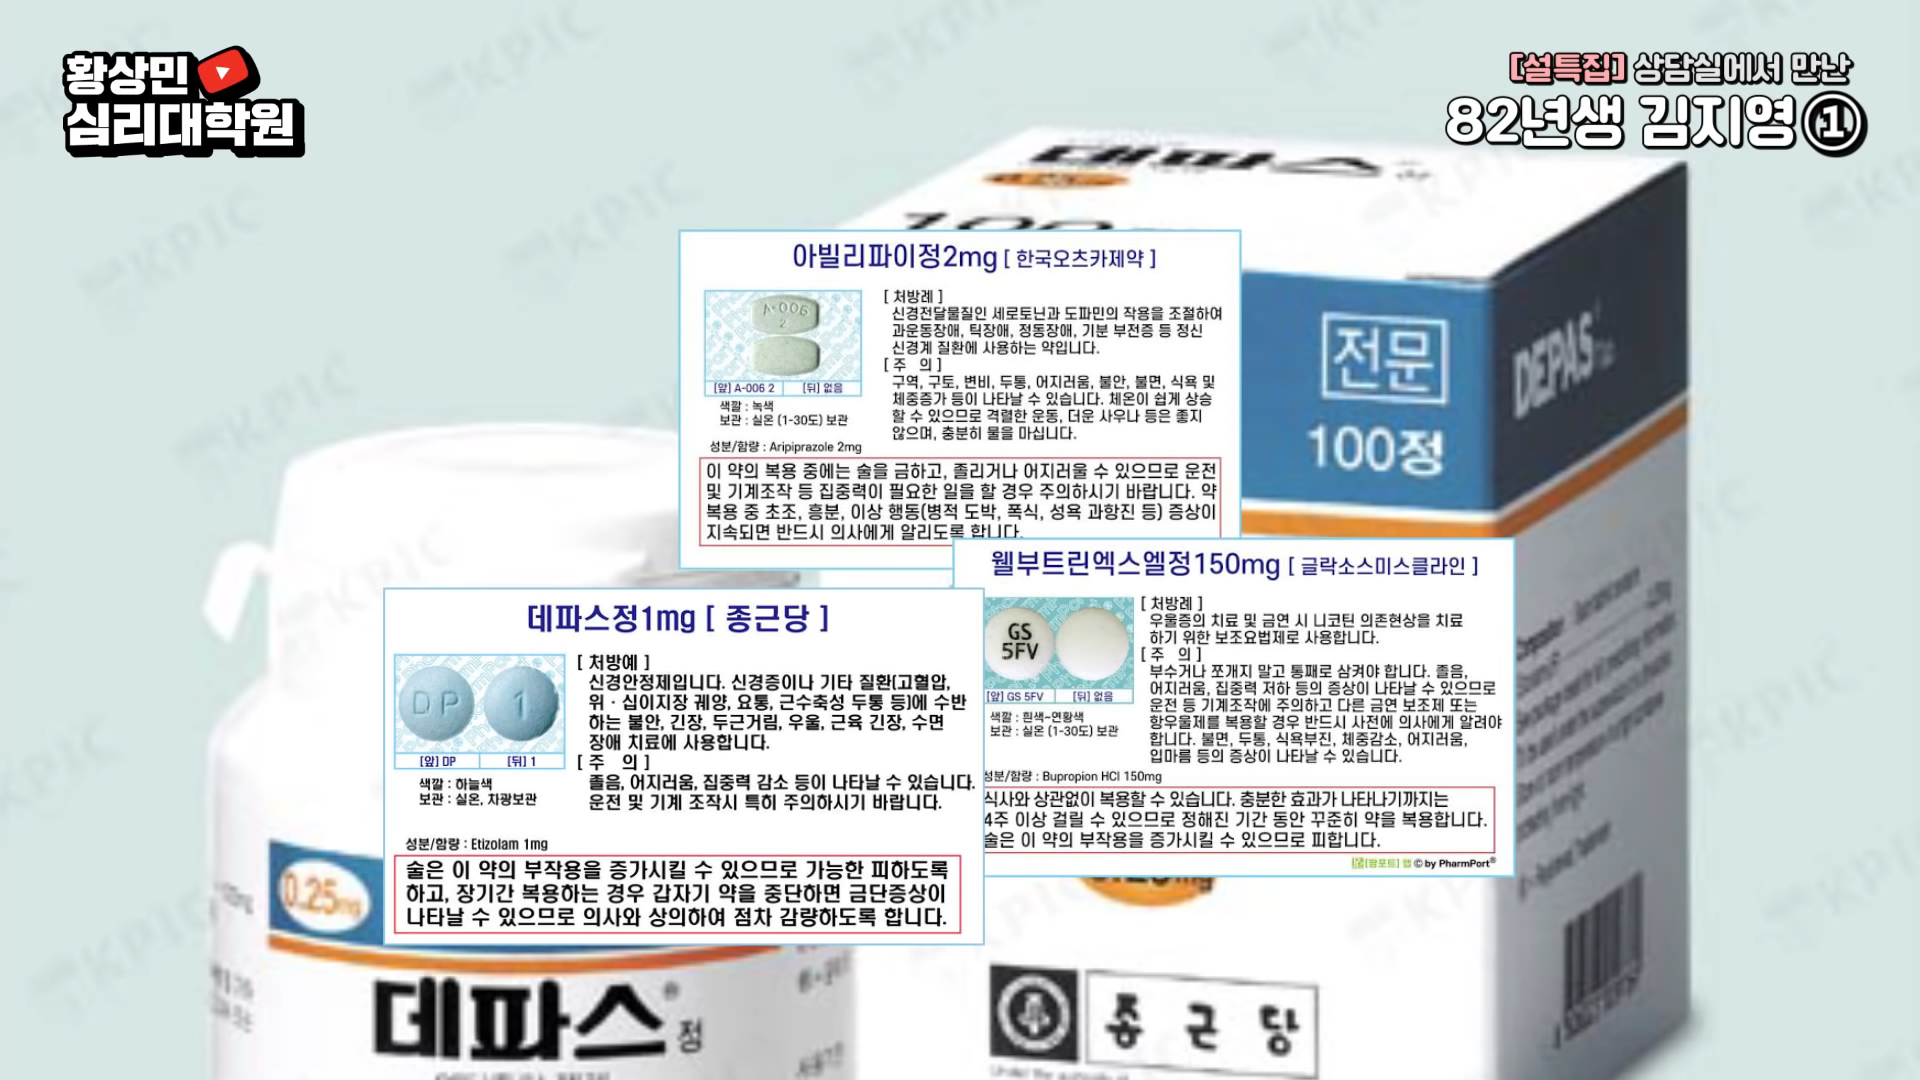 황상민
심리대학원
[설특집] 상담실에서 만난
82년생 김지영 ①
데파스 정
전문
100정
DEPAS
아빌리파이정2mg [ 한국오츠카제약 ]
A-006
2
[앞] A-006 2 [뒤] 없음
색깔 : 녹색
보관 : 실온 (1-30도) 보관
성분/함량 : Aripiprazole 2mg
[ 처방례 ]
신경전달물질인 세로토닌과 도파민의 작용을 조절하여
과운동장애, 틱장애, 정동장애, 기분 부전증 등 정신
신경계 질환에 사용하는 약입니다.
[ 주 의 ]
구역, 구토, 변비, 두통, 어지러움, 불안, 불면, 식욕 및
체중증가 등이 나타날 수 있습니다. 체온이 쉽게 상승
할 수 있으므로 격렬한 운동, 더운 사우나 등은 좋지
않으며, 충분히 물을 마십니다.
이 약의 복용 중에는 술을 금하고, 졸리거나 어지러울 수 있으므로 운전
및 기계조작 등 집중력이 필요한 일을 할 경우 주의하시기 바랍니다. 약
복용 중 초조, 흥분, 이상 행동(병적 도박, 폭식, 성욕 과항진 등) 증상이
지속되면 반드시 의사에게 알리도록 합니다.
웰부트린엑스엘정150mg [ 글락소스미스클라인 ]
GS
5FV
[앞] GS 5FV [뒤] 없음
색깔 : 흰색~연황색
보관 : 실온 (1-30도) 보관
[ 처방례 ]
우울증의 치료 및 금연 시 니코틴 의존현상을 치료
하기 위한 보조요법제로 사용합니다.
[ 주 의 ]
부수거나 쪼개지 말고 통째로 삼켜야 합니다. 졸음,
어지러움, 집중력 저하 등의 증상이 나타날 수 있으므로
운전 등 기계조작에 주의하고 다른 금연 보조제 또는
항우울제를 복용할 경우 반드시 사전에 의사에게 알려야
합니다. 불면, 두통, 식욕부진, 체중감소, 어지러움,
입마름 등의 증상이 나타날 수 있습니다.
성분/함량 : Bupropion HCl 150mg
식사와 상관없이 복용할 수 있습니다. 충분한 효과가 나타나기까지는
4주 이상 걸릴 수 있으므로 정해진 기간 동안 꾸준히 약을 복용합니다.
술은 이 약의 부작용을 증가시킬 수 있으므로 피합니다.
[팜포트] 앱 © by PharmPort®
데파스정1mg [ 종근당 ]
DP 1
[앞] DP [뒤] 1
색깔 : 하늘색
보관 : 실온, 차광보관
성분/함량 : Etizolam 1mg
[ 처방예 ]
신경안정제입니다. 신경증이나 기타 질환(고혈압,
위 · 십이지장 궤양, 요통, 근수축성 두통 등)에 수반
하는 불안, 긴장, 두근거림, 우울, 근육 긴장, 수면
장애 치료에 사용합니다.
[ 주 의 ]
졸음, 어지러움, 집중력 감소 등이 나타날 수 있습니다.
운전 및 기계 조작시 특히 주의하시기 바랍니다.
술은 이 약의 부작용을 증가시킬 수 있으므로 가능한 피하도록
하고, 장기간 복용하는 경우 갑자기 약을 중단하면 금단증상이
나타날 수 있으므로 의사와 상의하여 점차 감량하도록 합니다.
0.25mg
데파스® 정
종근당
KPIC